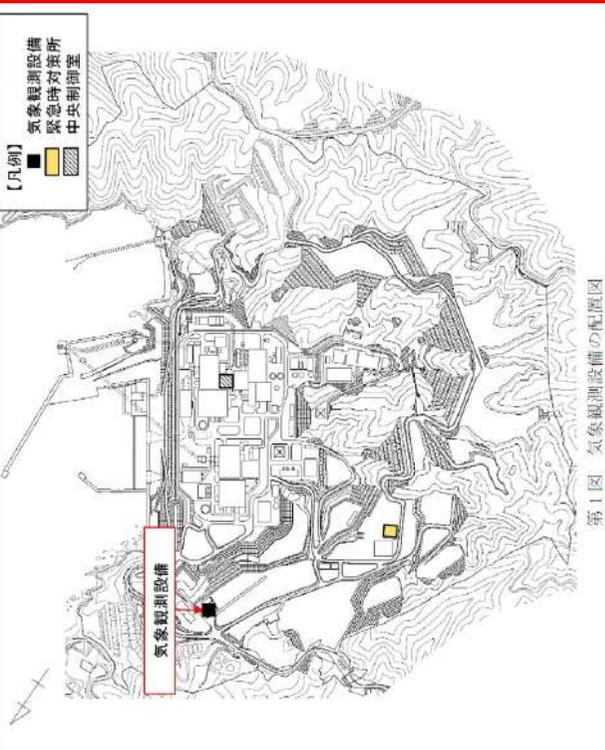 【凡例】
気象観測設備
緊急時対策所
中央制御室
気象観測設備
第1図 気象観測設備の配置図